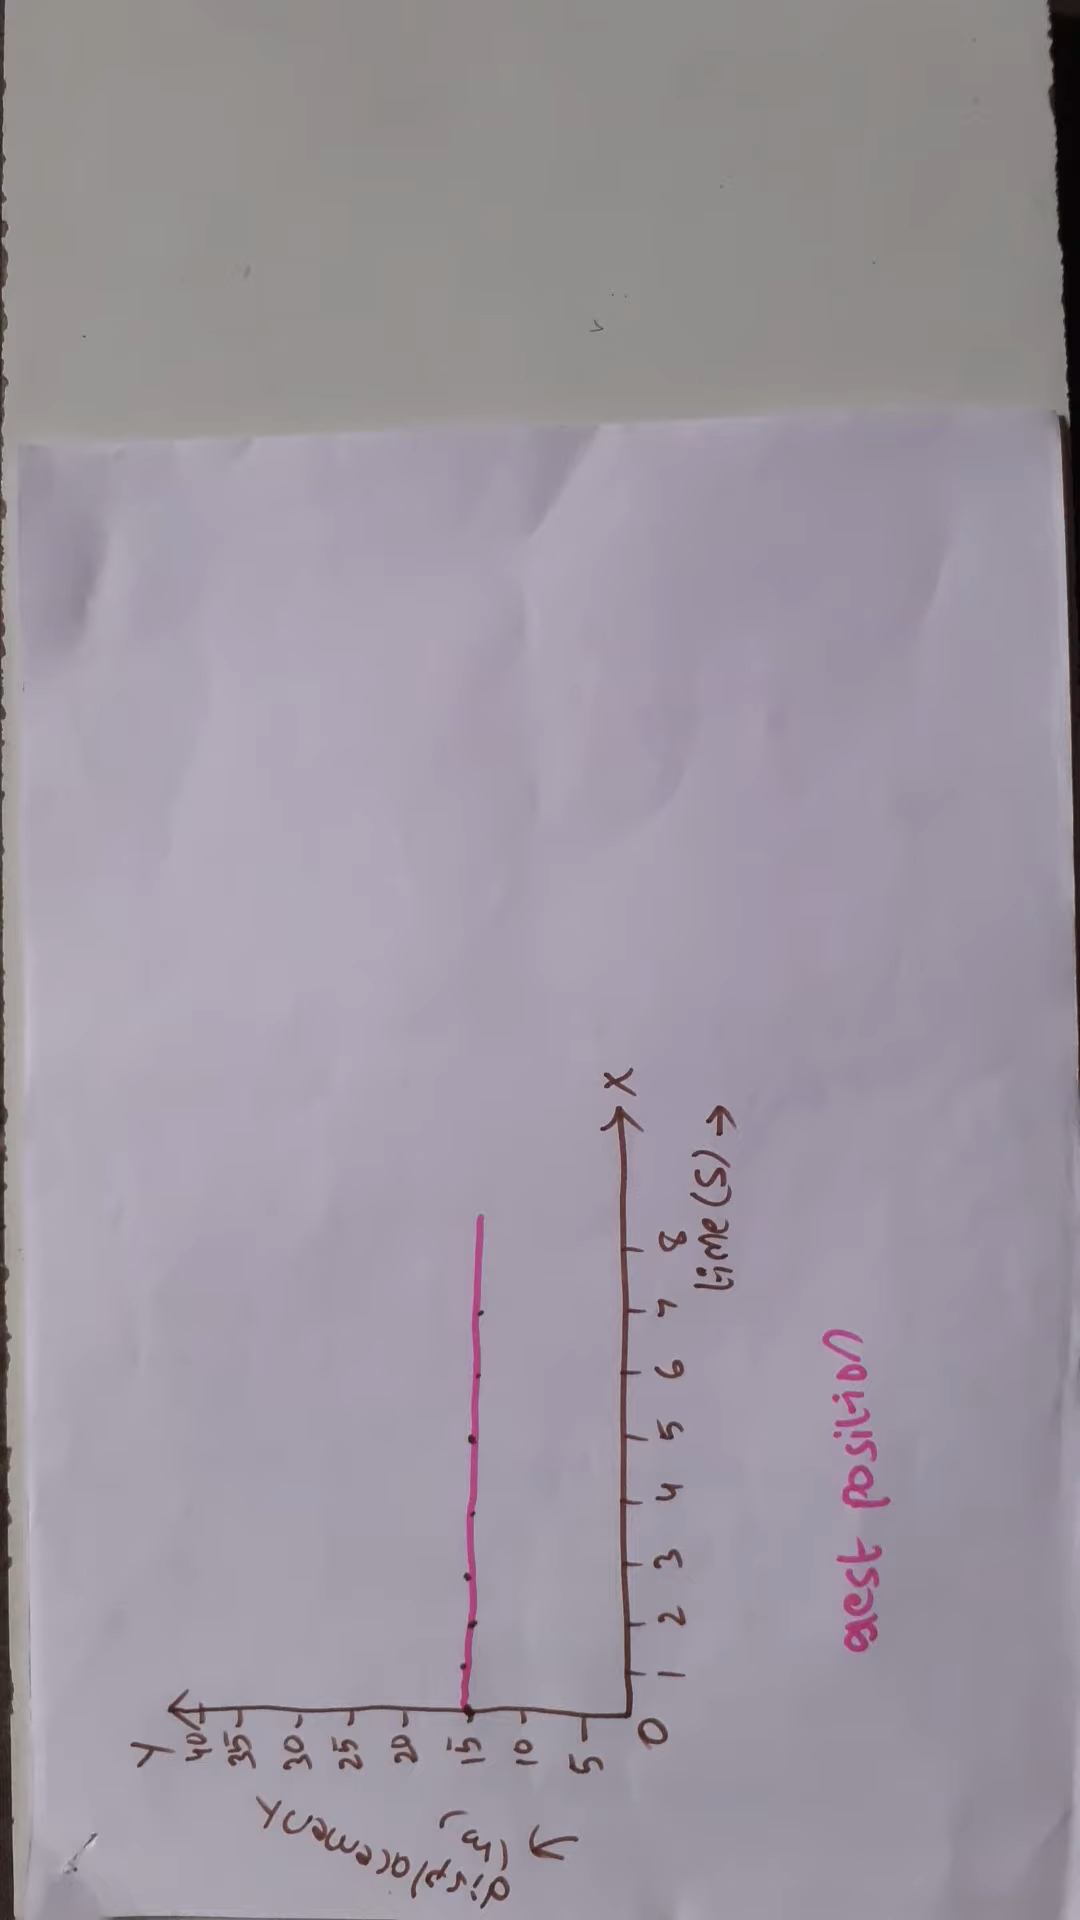 Y
40
35
30
25
20
15
10
5
0
displacement
(m)
1 2 3 4 5 6 7 8
X
time (s) →
Rest position